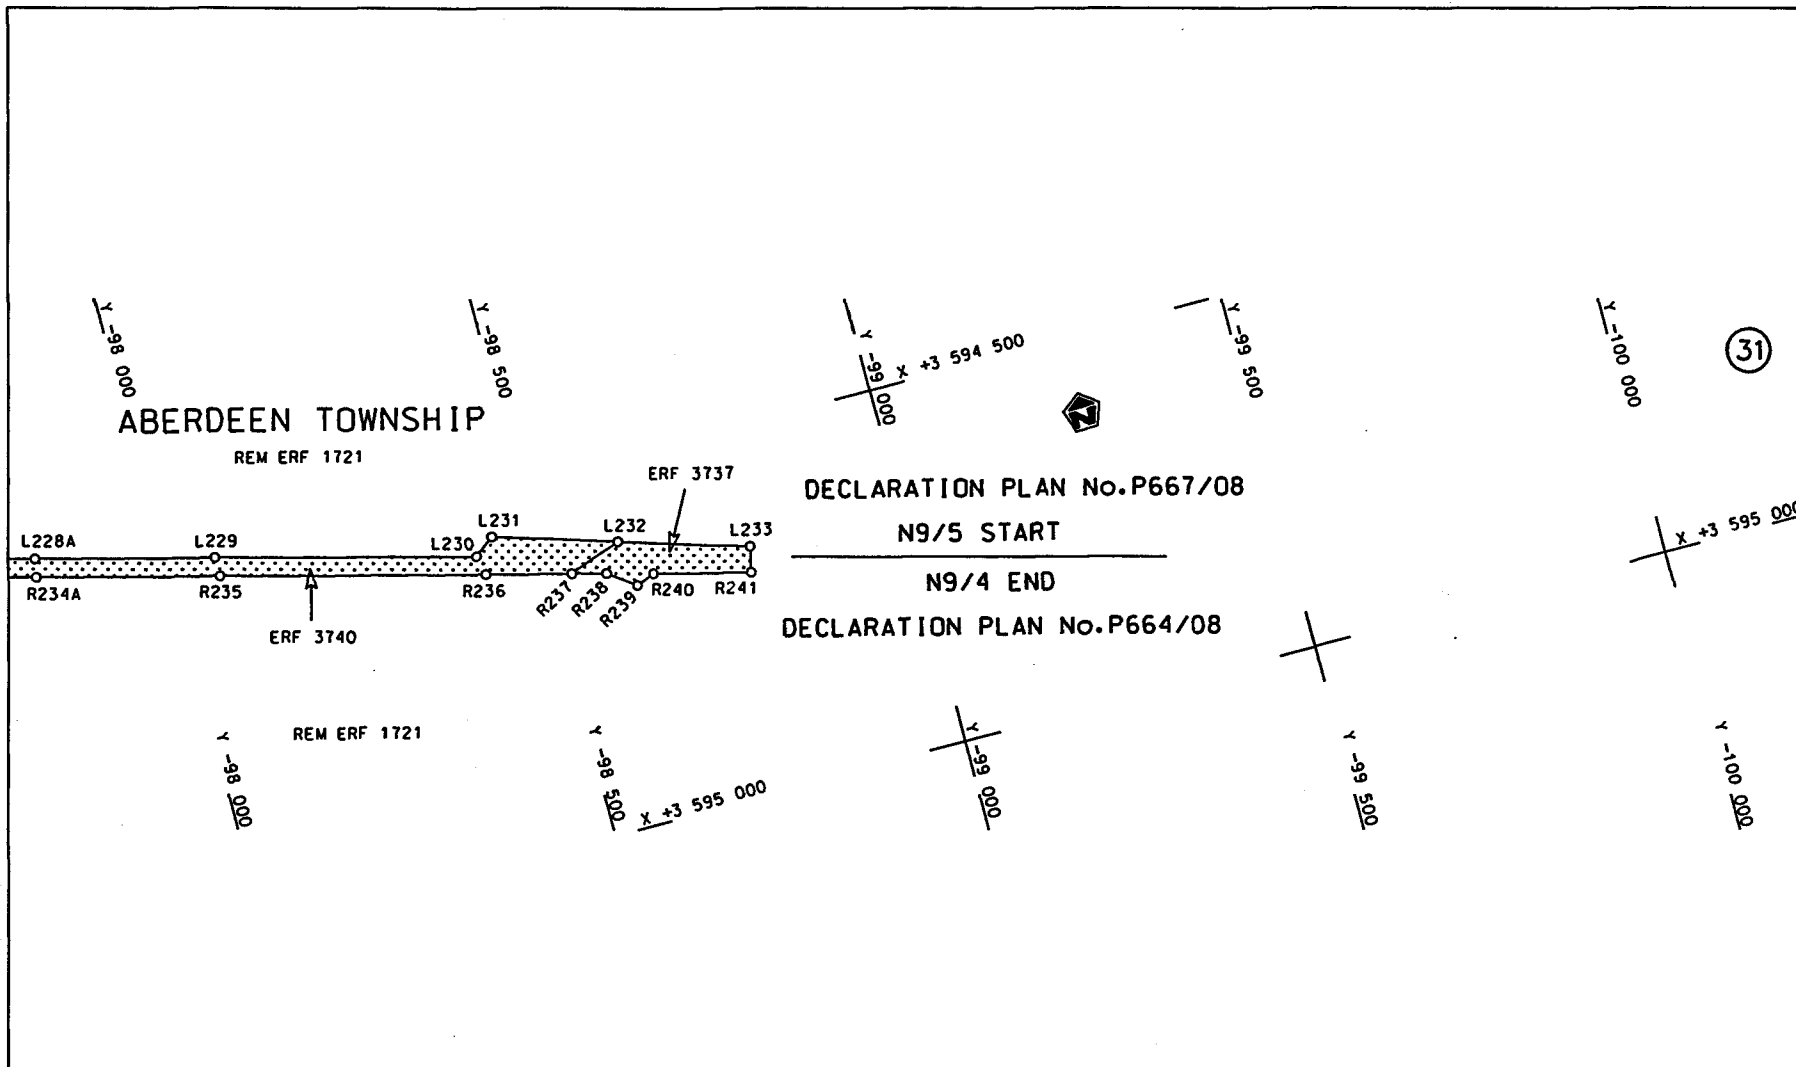 Y -98 000
Y -98 500
Y -99 000
X +3 594 500
Y -99 500
Y -100 000
31
ABERDEEN TOWNSHIP
REM ERF 1721
N
ERF 3737
DECLARATION PLAN No.P667/08
N9/5 START
X +3 595 000
L228A
L229
L230
L231
L232
L233
R234A
R235
R236
R237
R238
R239
R240
R241
N9/4 END
DECLARATION PLAN No.P664/08
ERF 3740
REM ERF 1721
Y -98 000
Y -98 500
X +3 595 000
Y -99 000
Y -99 500
Y -100 000